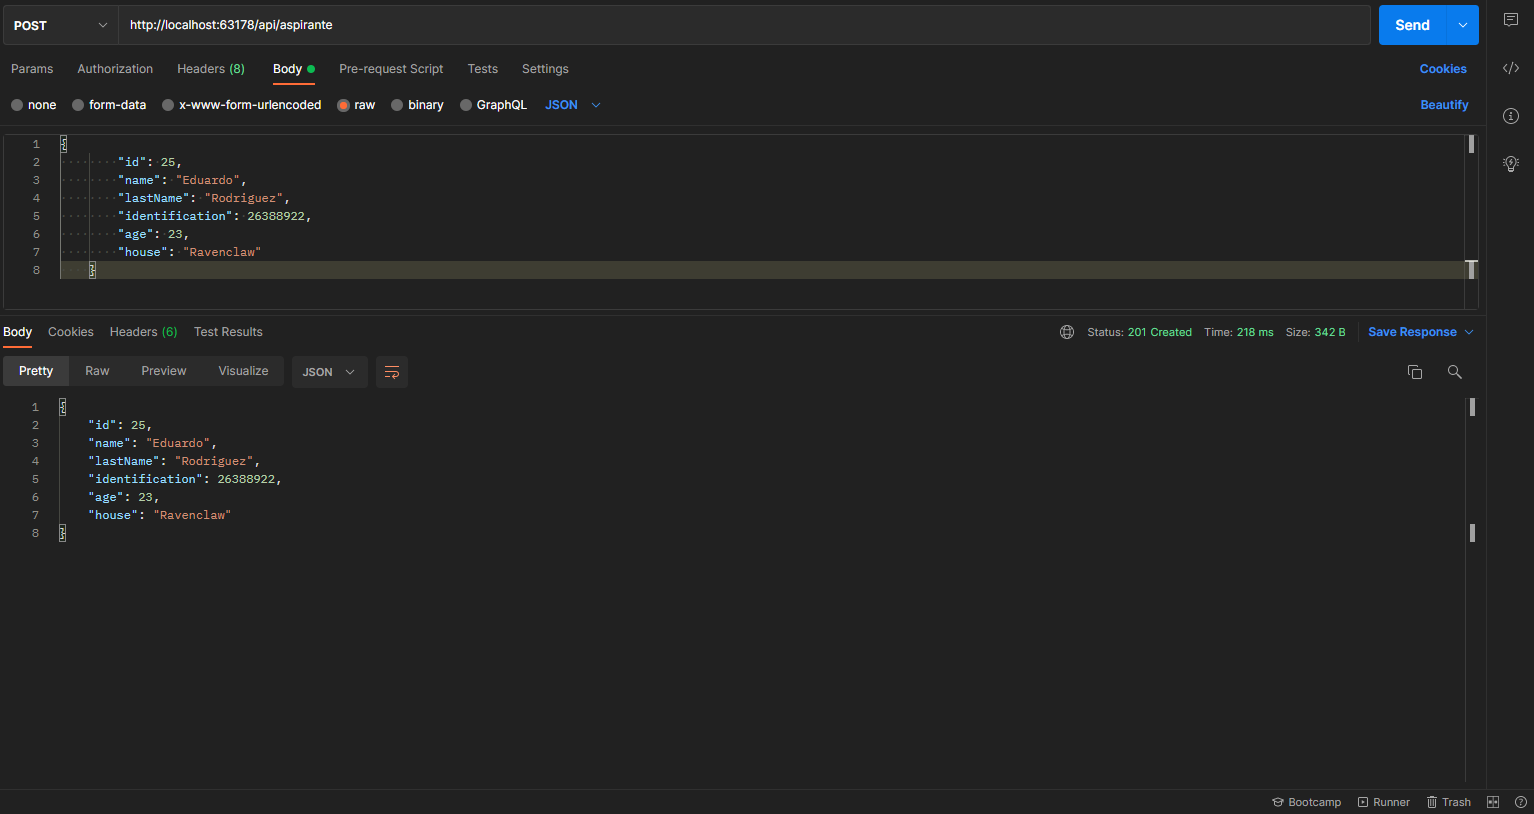 POST http://localhost:63178/api/aspirante Send
Params Authorization Headers (8) Body Pre-request Script Tests Settings Cookies
none form-data x-www-form-urlencoded raw binary GraphQL JSON Beautify
1 {
2 "id": 25,
3 "name": "Eduardo",
4 "lastName": "Rodriguez",
5 "identification": 26388922,
6 "age": 23,
7 "house": "Ravenclaw"
8 }
Body Cookies Headers (6) Test Results Status: 201 Created Time: 218 ms Size: 342 B Save Response
Pretty Raw Preview Visualize JSON
1 {
2 "id": 25,
3 "name": "Eduardo",
4 "lastName": "Rodriguez",
5 "identification": 26388922,
6 "age": 23,
7 "house": "Ravenclaw"
8 }
Bootcamp Runner Trash